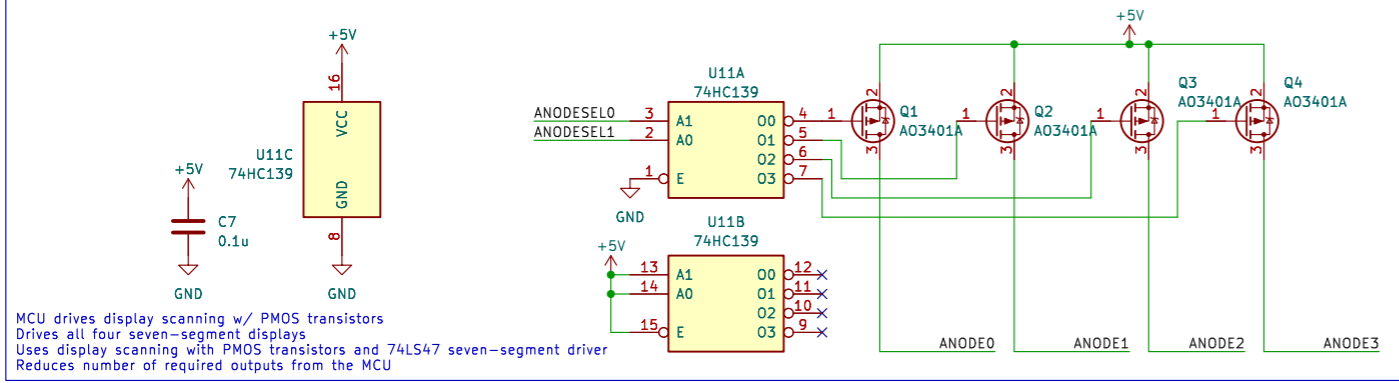 +5V
16
VCC
U11C
74HC139
GND
8
GND
+5V
C7
0.1u
GND
U11A
74HC139
ANODESEL0
3
A1
ANODESEL1
2
A0
1
E
GND
O0
4
O1
5
O2
6
O3
7
U11B
74HC139
+5V
13
A1
14
A0
15
E
O0
12
O1
11
O2
10
O3
9
+5V
1
2
3
Q1
AO3401A
1
2
3
Q2
AO3401A
1
2
3
Q3
AO3401A
1
2
3
Q4
AO3401A
ANODE0
ANODE1
ANODE2
ANODE3
MCU drives display scanning w/ PMOS transistors
Drives all four seven-segment displays
Uses display scanning with PMOS transistors and 74LS47 seven-segment driver
Reduces number of required outputs from the MCU